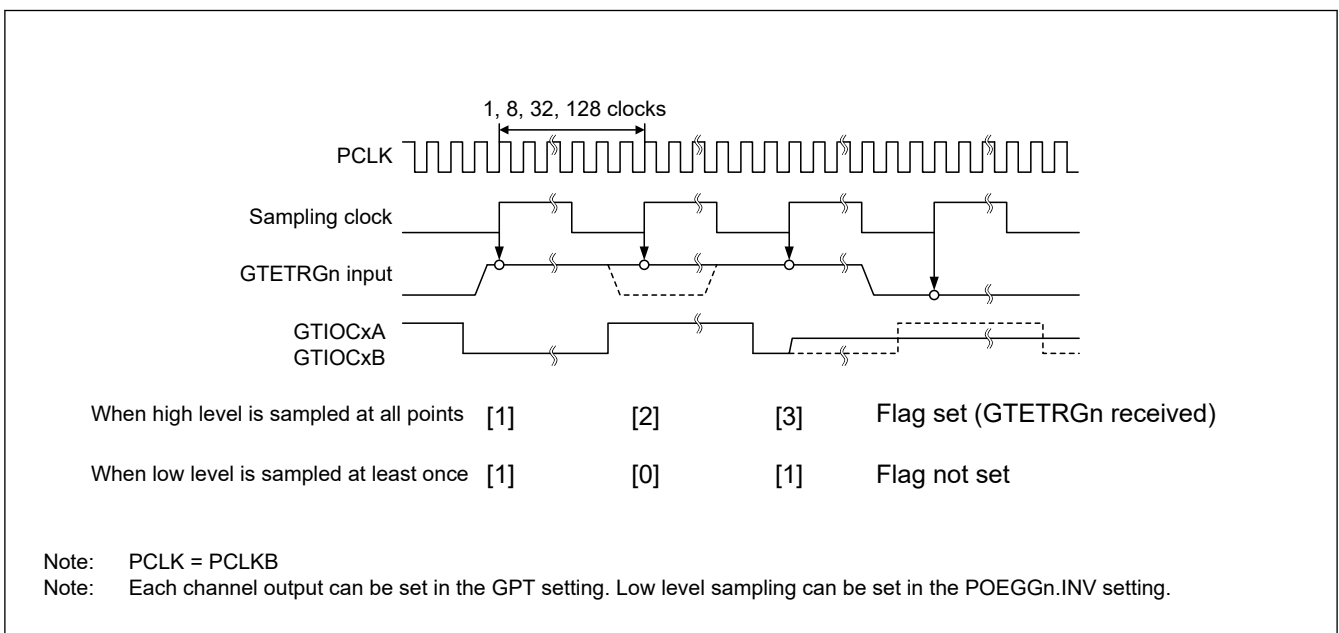 1, 8, 32, 128 clocks
PCLK
Sampling clock
GTETRGn input
GTIOCxA
GTIOCxB
When high level is sampled at all points [1] [2] [3] Flag set (GTETRGn received)
When low level is sampled at least once [1] [0] [1] Flag not set
Note: PCLK = PCLKB
Note: Each channel output can be set in the GPT setting. Low level sampling can be set in the POEGGn.INV setting.